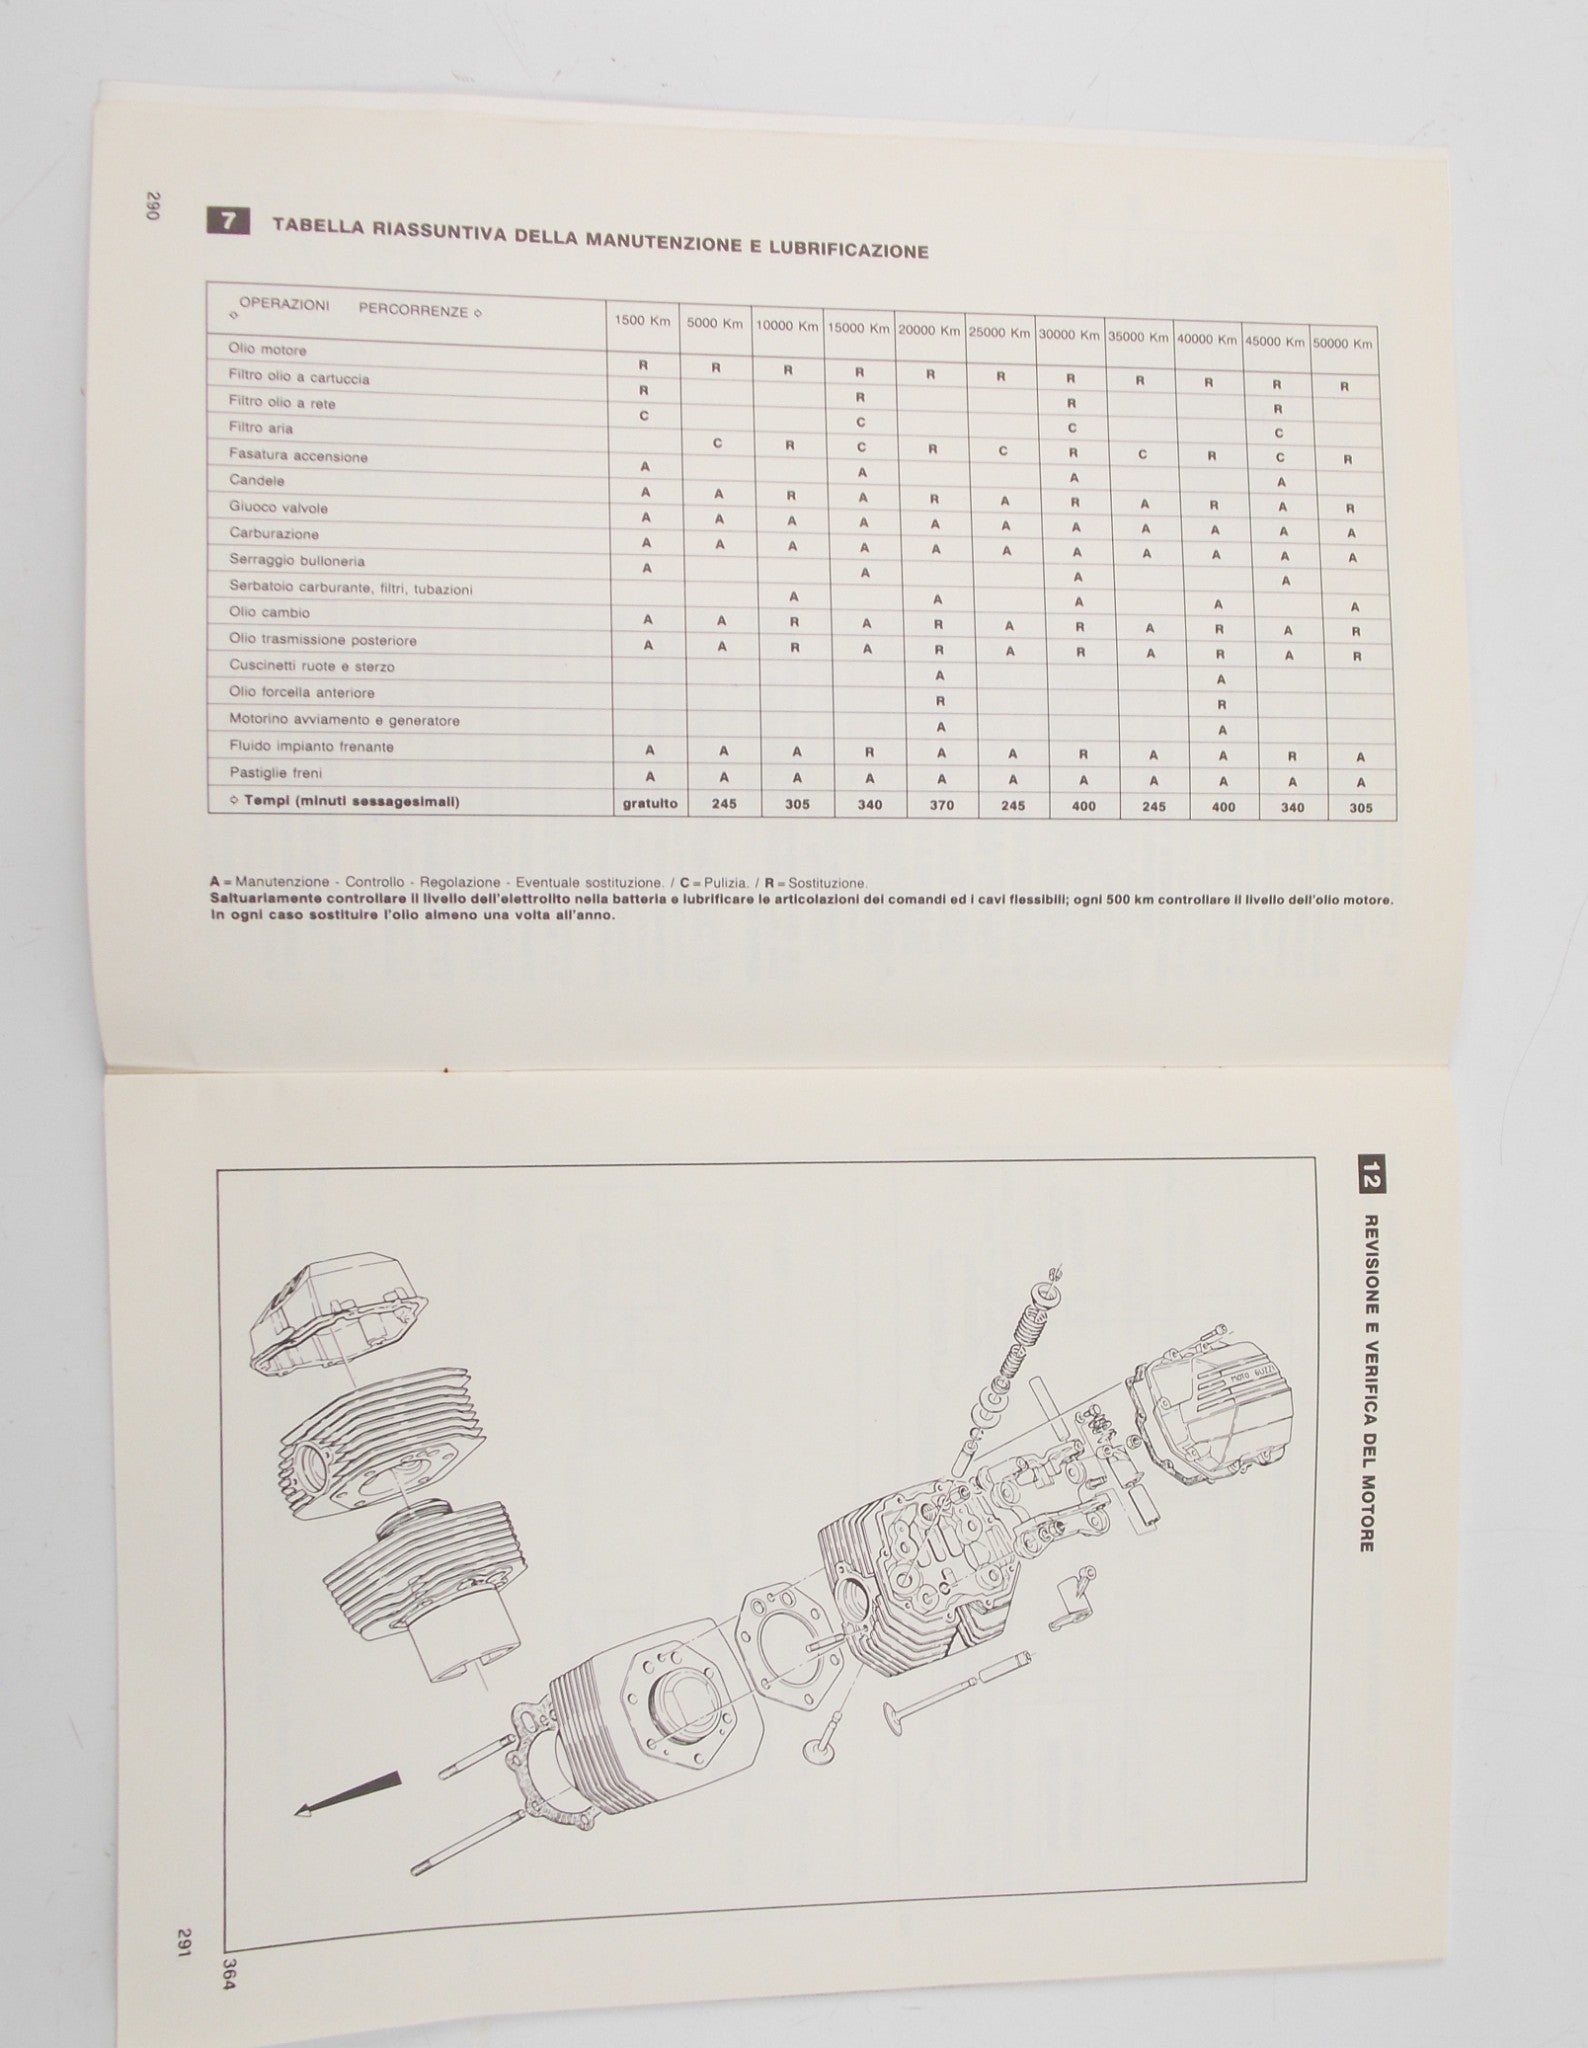 290
7 TABELLA RIASSUNTIVA DELLA MANUTENZIONE E LUBRIFICAZIONE
OPERAZIONI PERCORRENZE 1500 Km 5000 Km 10000 Km 15000 Km 20000 Km 25000 Km 30000 Km 35000 Km 40000 Km 45000 Km 50000 Km
Olio motore R R R R R R R R R R R
Filtro olio a cartuccia R R R R
Filtro olio a rete C C C C
Filtro aria C R C R C R C R C R
Fasatura accensione A A A A
Candele A A R A R A R A R A R
Giuoco valvole A A A A A A A A A A A
Carburazione A A A A A A A A A A A
Serraggio bulloneria A A A A
Serbatoio carburante, filtri, tubazioni A A A A A
Olio cambio A A R A R A R A R A R
Olio trasmissione posteriore A A R A R A R A R A R
Cuscinetti ruote e sterzo A A
Olio forcella anteriore R R
Motorino avviamento e generatore A A
Fluido impianto frenante A A A R A A R A A R A
Pastiglie freni A A A A A A A A A A A
Tempi (minuti sessagesimali) gratuito 245 305 340 370 245 400 245 400 340 305
A = Manutenzione - Controllo - Regolazione - Eventuale sostituzione. / C = Pulizia. / R = Sostituzione.
Saltuariamente controllare il livello dell'elettrolito nella batteria e lubrificare le articolazioni dei comandi ed i cavi flessibili; ogni 500 km controllare il livello dell'olio motore.
In ogni caso sostituire l'olio almeno una volta all'anno.
12 REVISIONE E VERIFICA DEL MOTORE
MOTO GUZZI
364
291